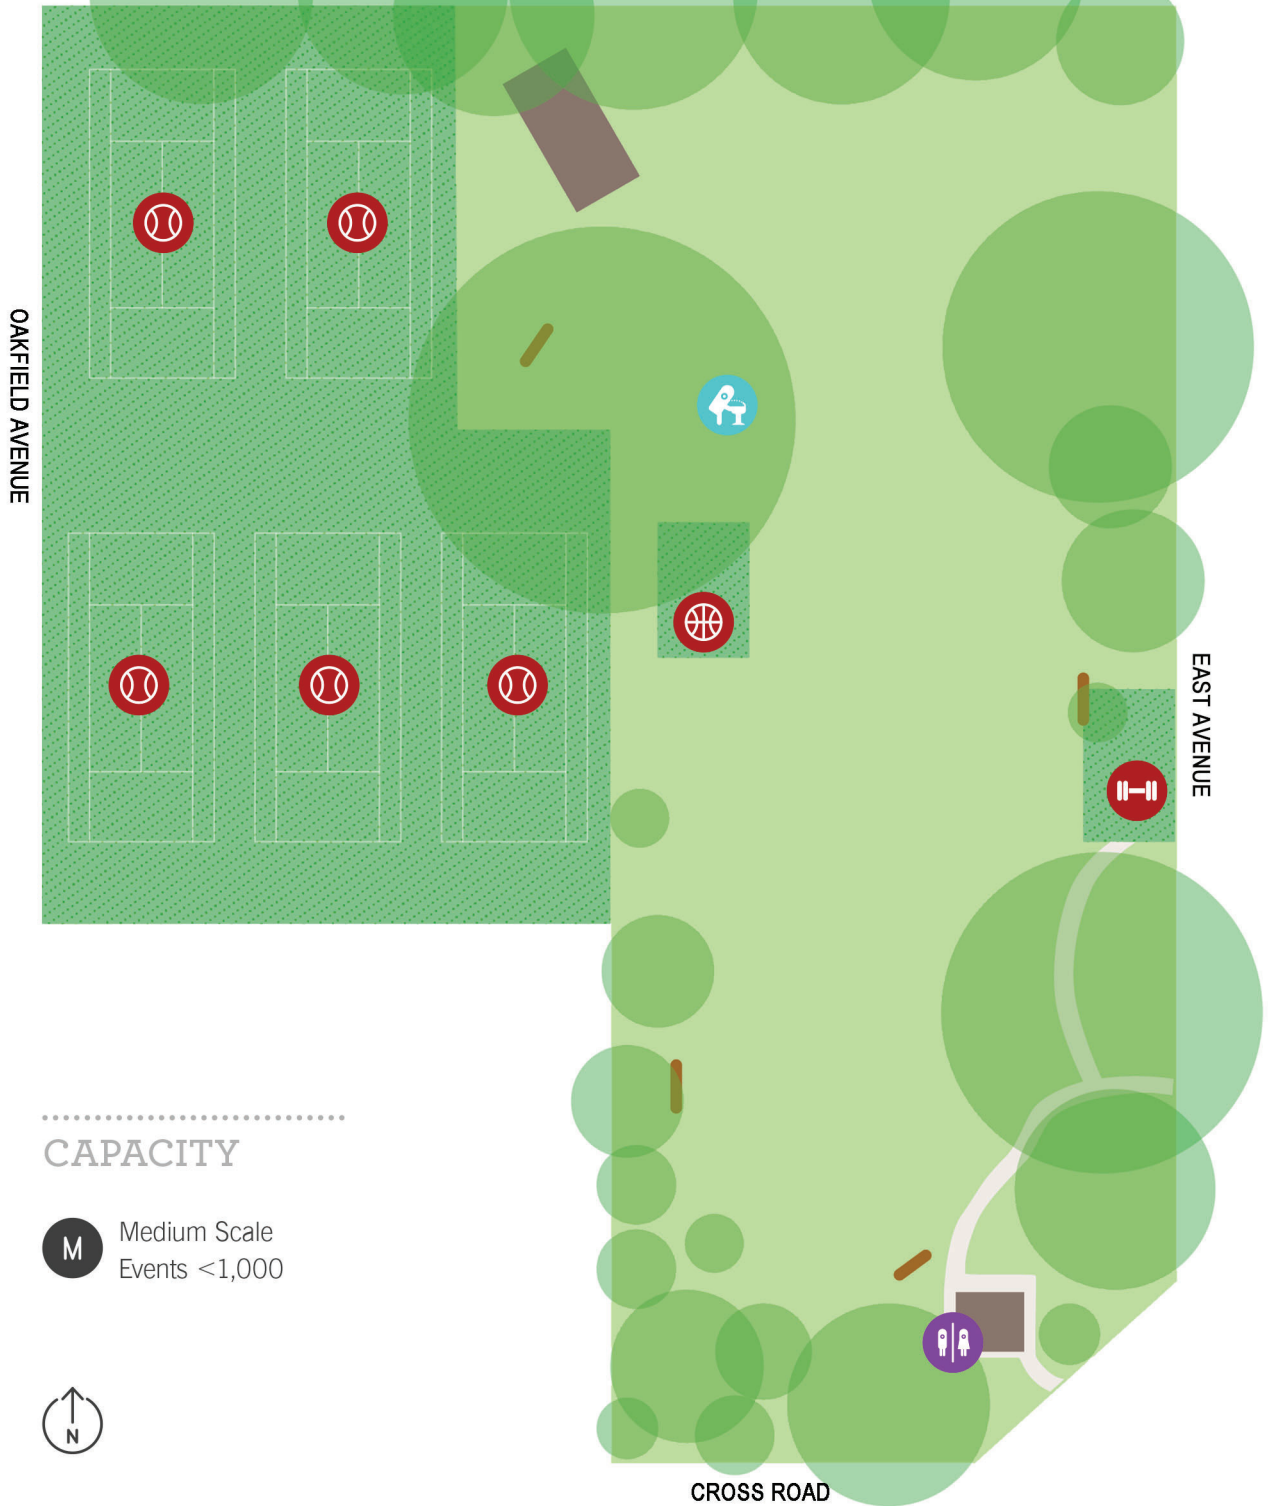 OAKFIELD AVENUE
EAST AVENUE
CAPACITY
M
Medium Scale
Events <1,000
N
CROSS ROAD